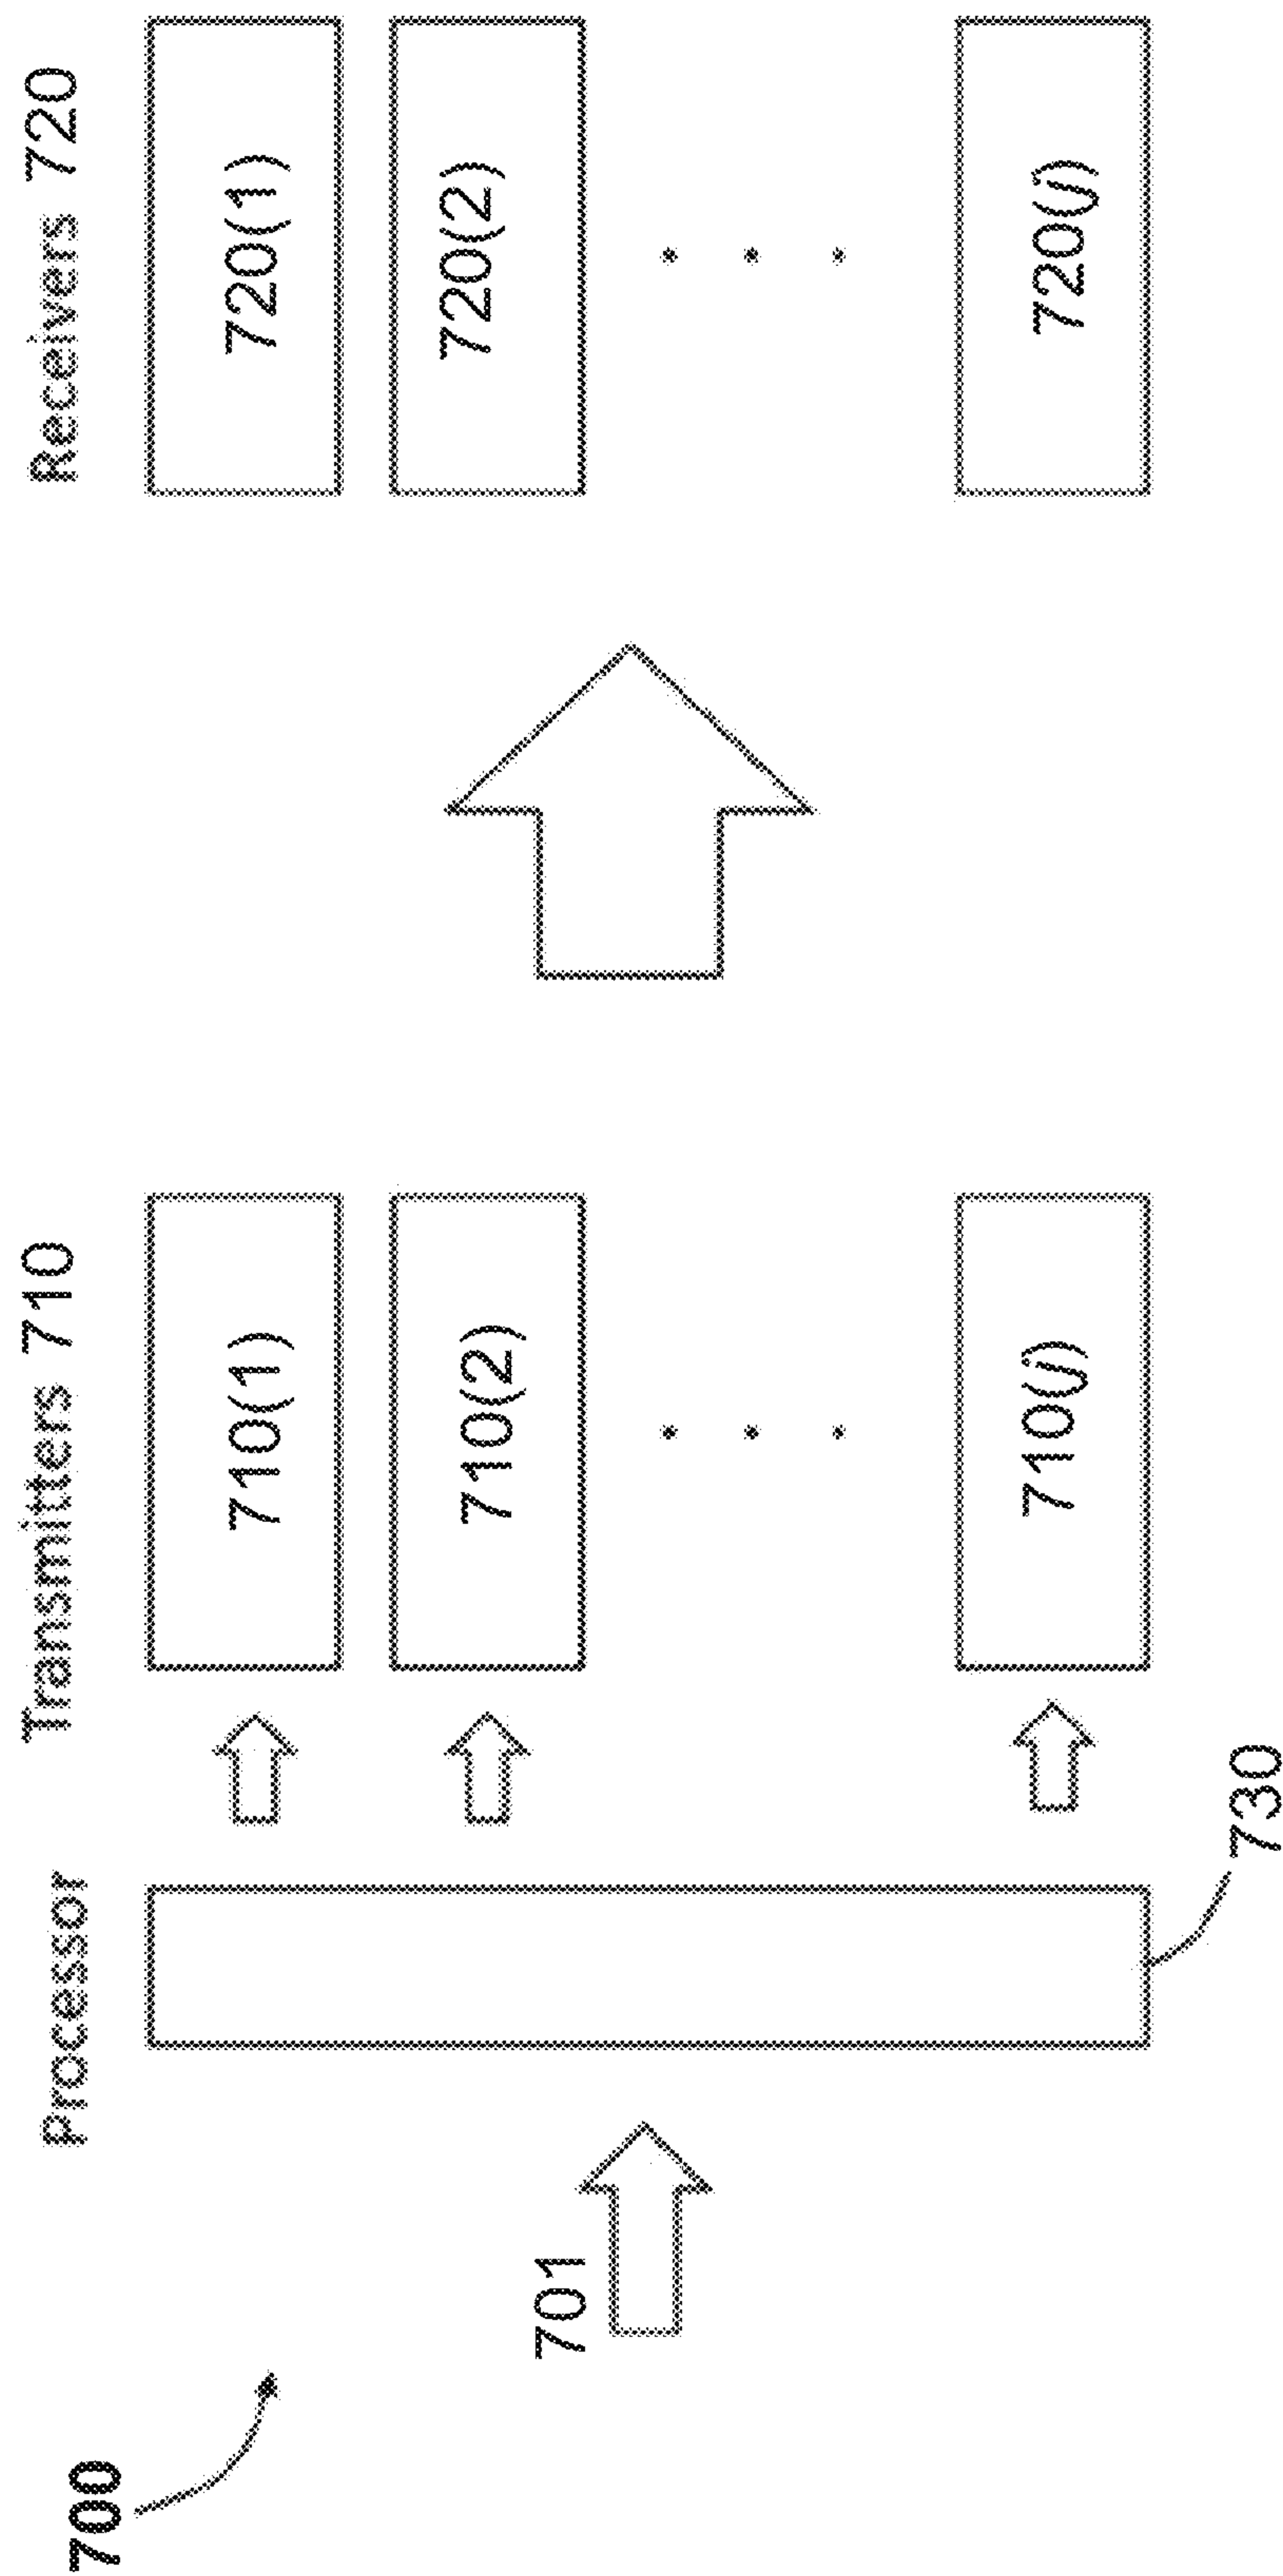 700
701
Processor
730
Transmitters 710
710(1)
710(2)
710(j)
Receivers 720
720(1)
720(2)
720(j)